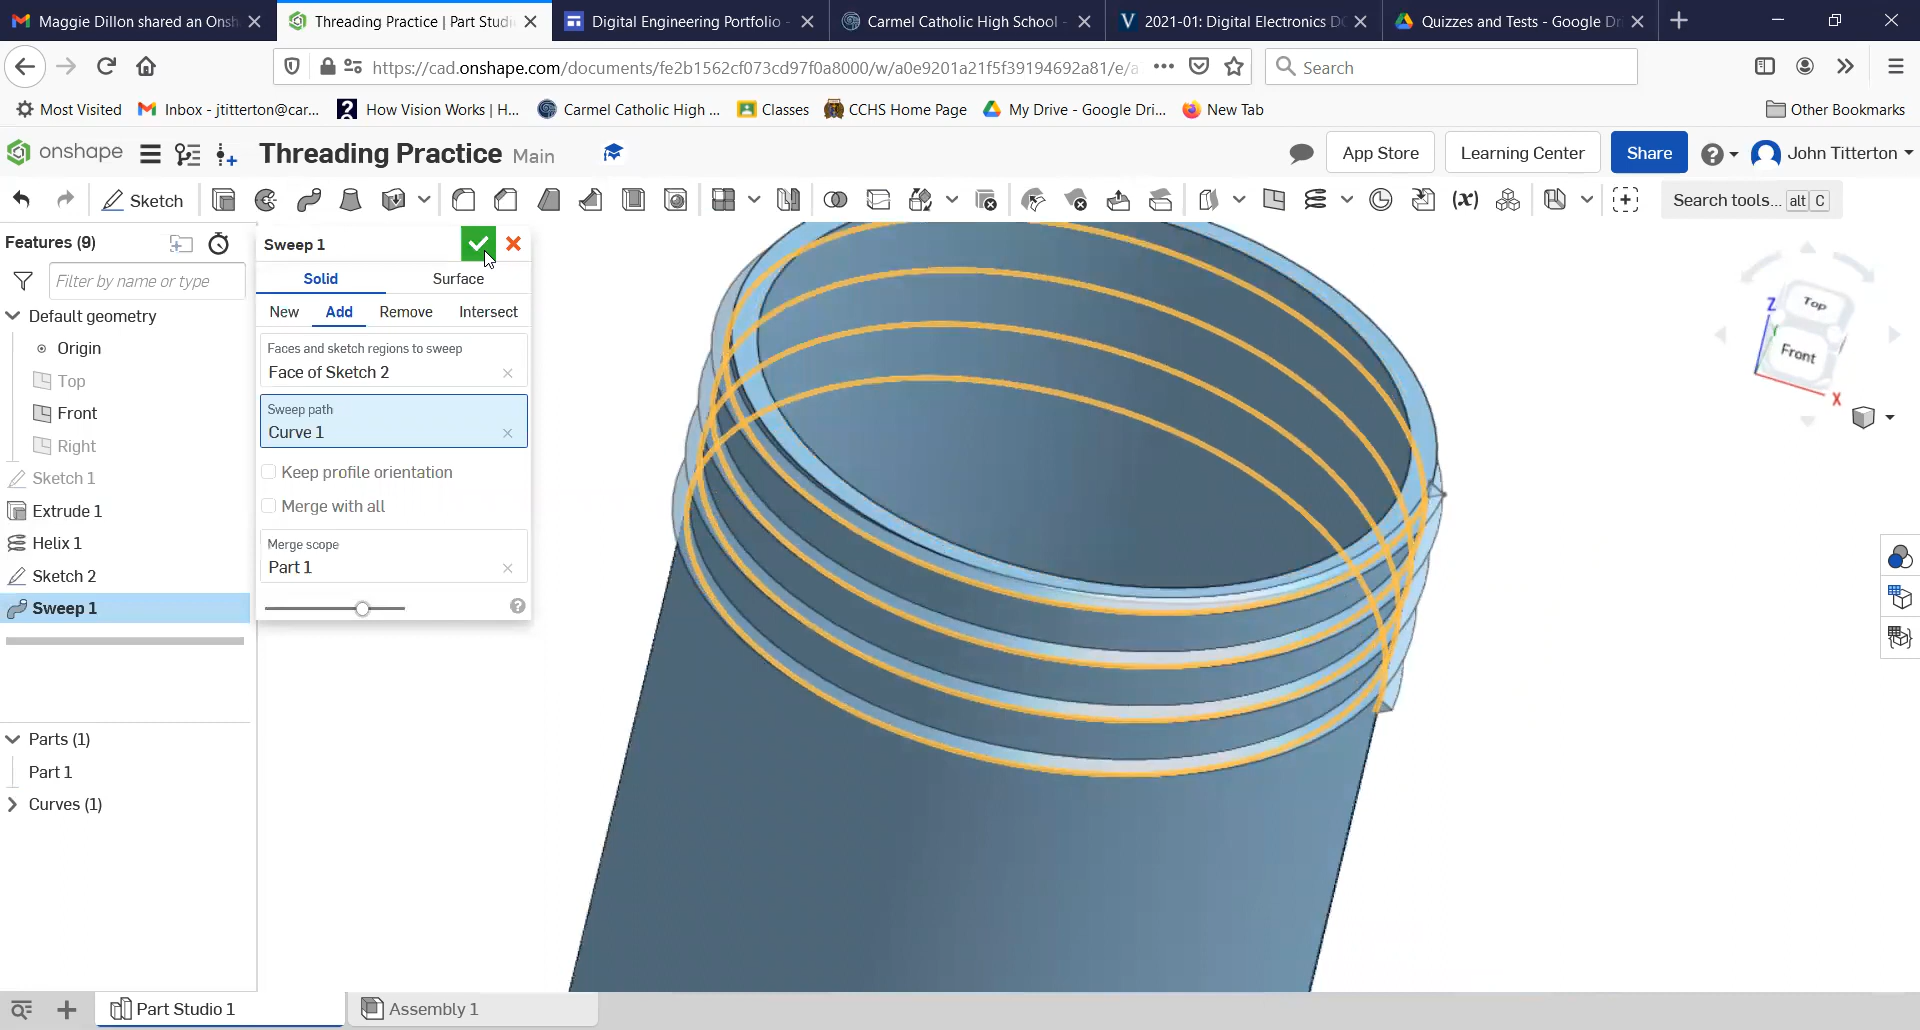 Maggie Dillon shared an Onsh
Threading Practice | Part Studi
Digital Engineering Portfolio -
Carmel Catholic High School -
2021-01: Digital Electronics D
Quizzes and Tests - Google Dri
https://cad.onshape.com/documents/fe2b1562cf073cd97f0a8000/w/a0e9201a21f5f39194692a81/e/a
Search
Most Visited
Inbox - jtitterton@car...
How Vision Works | H...
Carmel Catholic High ...
Classes
CCHS Home Page
My Drive - Google Dri...
New Tab
Other Bookmarks
onshape
Threading Practice Main
App Store
Learning Center
Share
John Titterton
Sketch
Search tools... alt C
Features (9)
Filter by name or type
Default geometry
Origin
Top
Front
Right
Sketch 1
Extrude 1
Helix 1
Sketch 2
Sweep 1
Parts (1)
Part 1
Curves (1)
Sweep 1
Solid Surface
New Add Remove Intersect
Faces and sketch regions to sweep
Face of Sketch 2
Sweep path
Curve 1
Keep profile orientation
Merge with all
Merge scope
Part 1
Top
Z
Front
X
Part Studio 1
Assembly 1